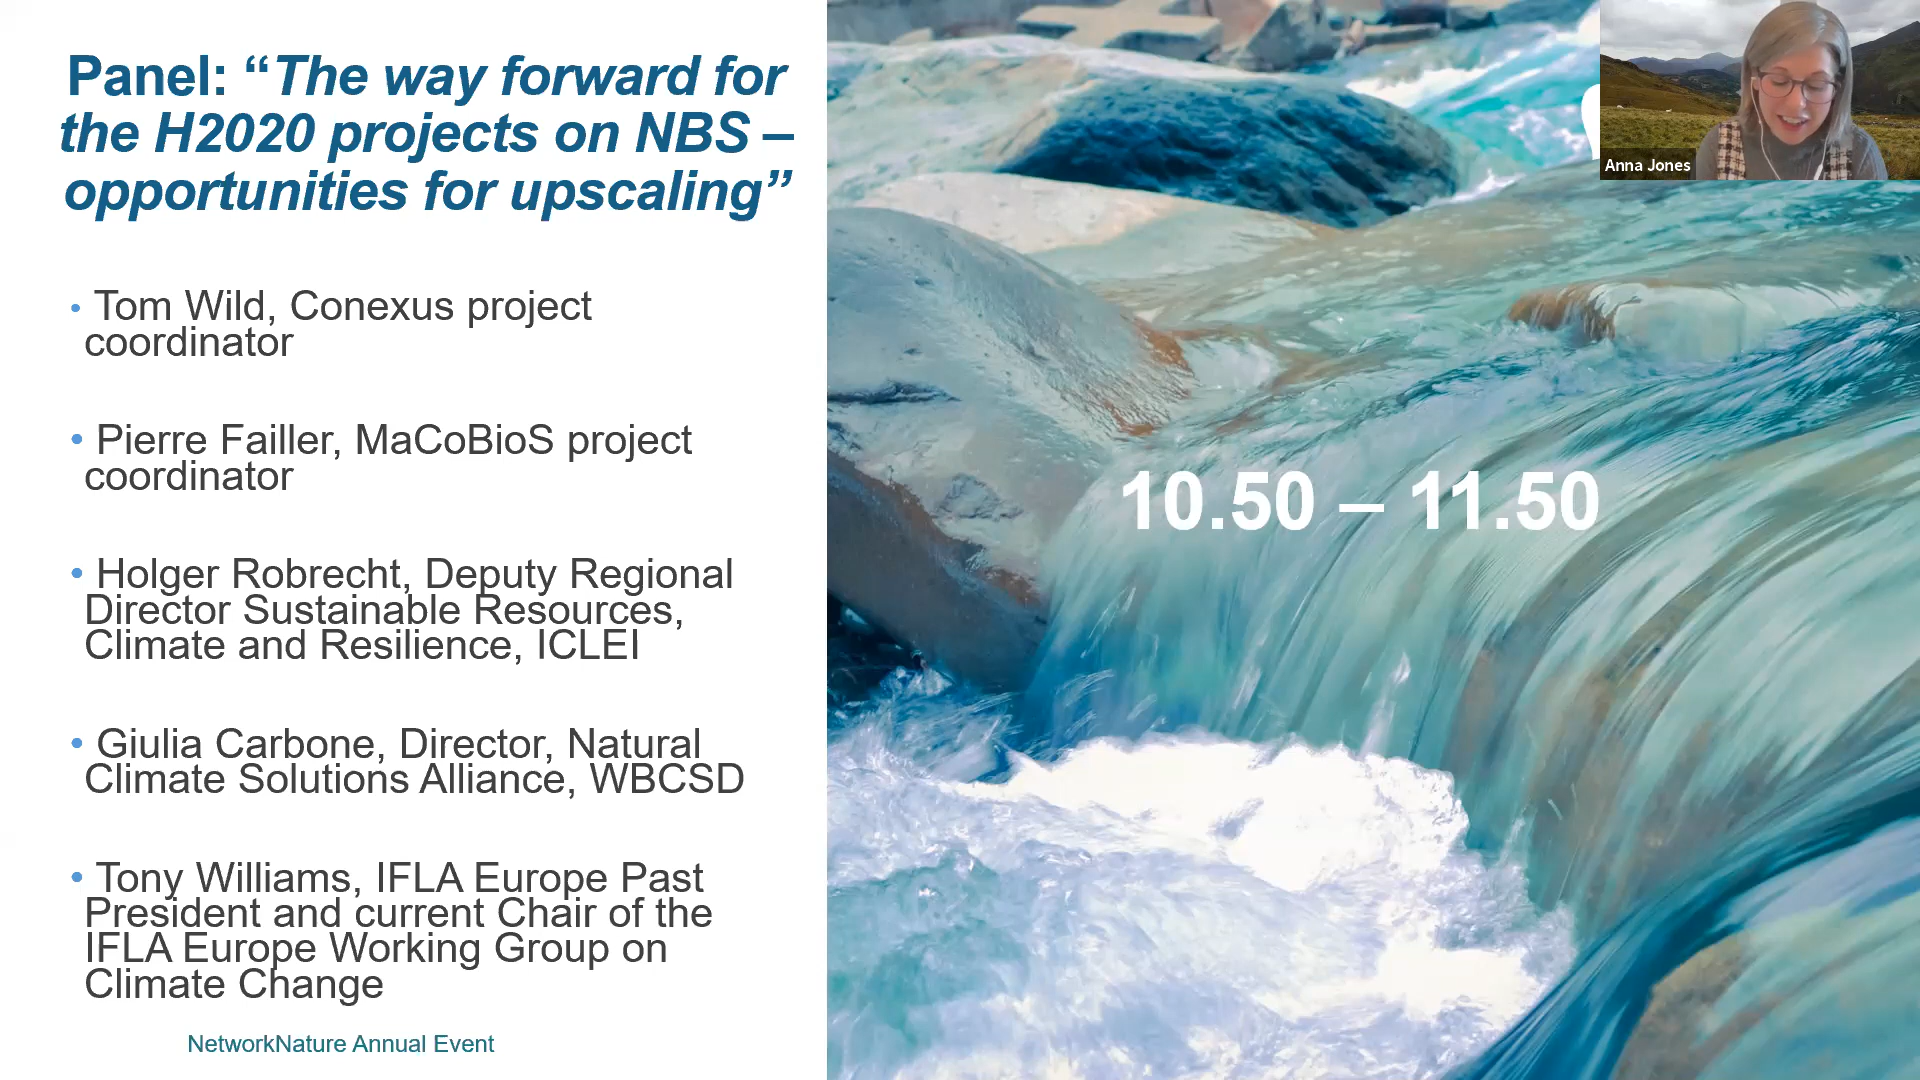 Panel: “The way forward for
the H2020 projects on NBS –
opportunities for upscaling”
• Tom Wild, Conexus project
coordinator
• Pierre Failler, MaCoBioS project
coordinator
• Holger Robrecht, Deputy Regional
Director Sustainable Resources,
Climate and Resilience, ICLEI
• Giulia Carbone, Director, Natural
Climate Solutions Alliance, WBCSD
• Tony Williams, IFLA Europe Past
President and current Chair of the
IFLA Europe Working Group on
Climate Change
NetworkNature Annual Event
10.50 – 11.50
Anna Jones